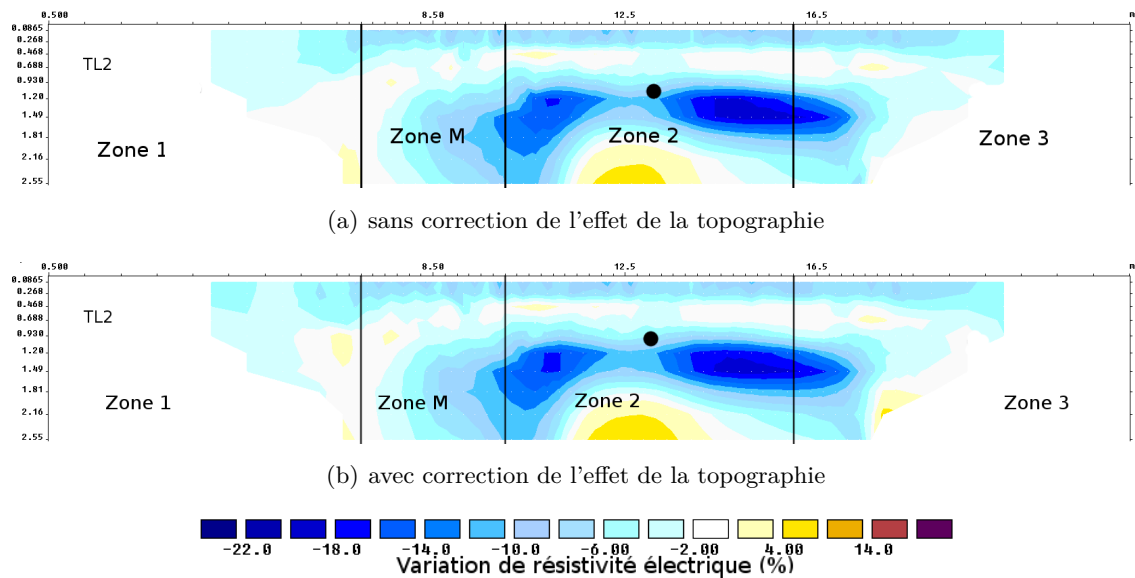 0.500 8.50 12.5 16.5 m
0.0865
0.268
0.468
0.688
0.930
1.20
1.49
1.81
2.16
2.55
TL2
Zone 1
Zone M
Zone 2
Zone 3
(a) sans correction de l'effet de la topographie
0.500 8.50 12.5 16.5 m
0.0865
0.268
0.468
0.688
0.930
1.20
1.49
1.81
2.16
2.55
TL2
Zone 1
Zone M
Zone 2
Zone 3
(b) avec correction de l'effet de la topographie
-22.0 -18.0 -14.0 -10.0 -6.00 -2.00 4.00 14.0
Variation de résistivité électrique (%)